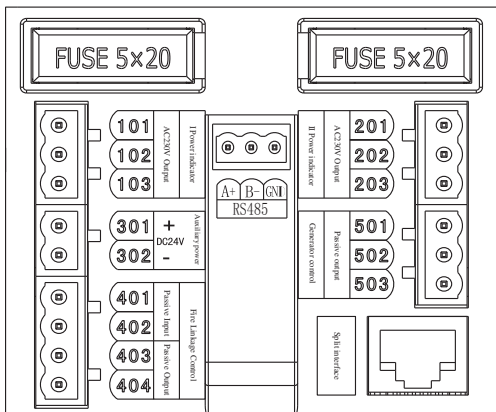 FUSE 5×20
FUSE 5×20
101
102
103
AC230V Output
I Power indicator
301
302
+
DC24V
-
Auxiliary power
401
402
403
404
Passive Input
Passive Output
Fire Linkage Control
A+ B- GND
RS485
II Power indicator
AC230V Output
201
202
203
Generator control
Passive output
501
502
503
Split interface